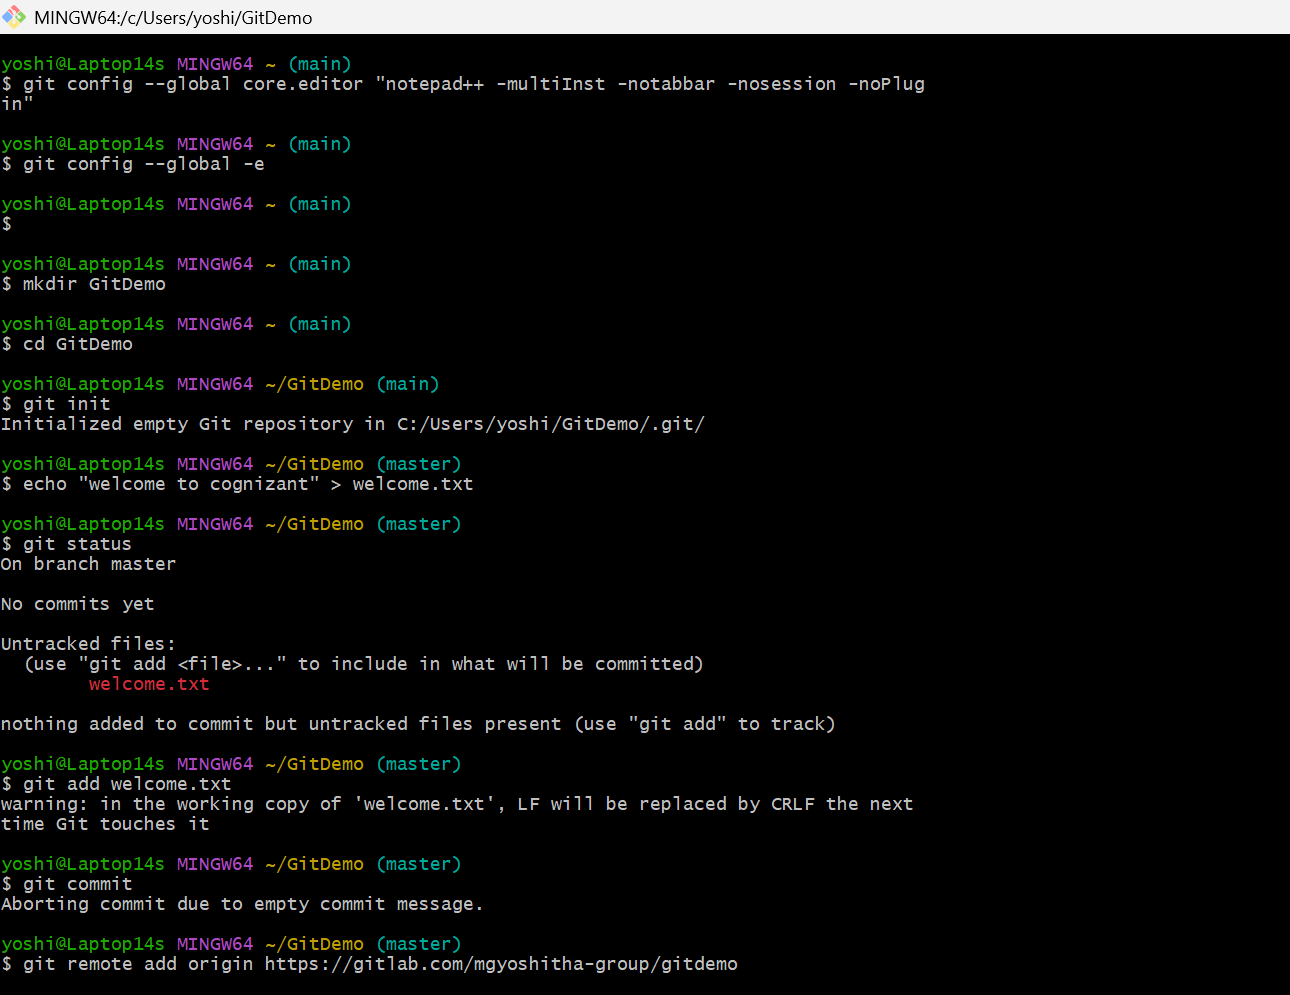 MINGW64:/c/Users/yoshi/GitDemo
yoshi@Laptop14s MINGW64 ~ (main)
$ git config --global core.editor "notepad++ -multiInst -notabbar -nosession -noPlug
in"
yoshi@Laptop14s MINGW64 ~ (main)
$ git config --global -e
yoshi@Laptop14s MINGW64 ~ (main)
$
yoshi@Laptop14s MINGW64 ~ (main)
$ mkdir GitDemo
yoshi@Laptop14s MINGW64 ~ (main)
$ cd GitDemo
yoshi@Laptop14s MINGW64 ~/GitDemo (main)
$ git init
Initialized empty Git repository in C:/Users/yoshi/GitDemo/.git/
yoshi@Laptop14s MINGW64 ~/GitDemo (master)
$ echo "welcome to cognizant" > welcome.txt
yoshi@Laptop14s MINGW64 ~/GitDemo (master)
$ git status
On branch master
No commits yet
Untracked files:
  (use "git add <file>..." to include in what will be committed)
        welcome.txt
nothing added to commit but untracked files present (use "git add" to track)
yoshi@Laptop14s MINGW64 ~/GitDemo (master)
$ git add welcome.txt
warning: in the working copy of 'welcome.txt', LF will be replaced by CRLF the next
time Git touches it
yoshi@Laptop14s MINGW64 ~/GitDemo (master)
$ git commit
Aborting commit due to empty commit message.
yoshi@Laptop14s MINGW64 ~/GitDemo (master)
$ git remote add origin https://gitlab.com/mgyoshitha-group/gitdemo